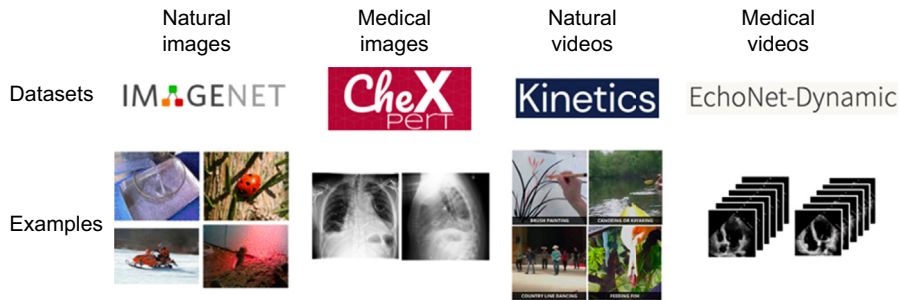 Natural
images
Medical
images
Natural
videos
Medical
videos
Datasets
IMAGENET
CheXpert
Kinetics
EchoNet-Dynamic
Examples
BRUSH PAINTING
CANOEING OR KAYAKING
COUNTRY LINE DANCING
FEEDING FISH